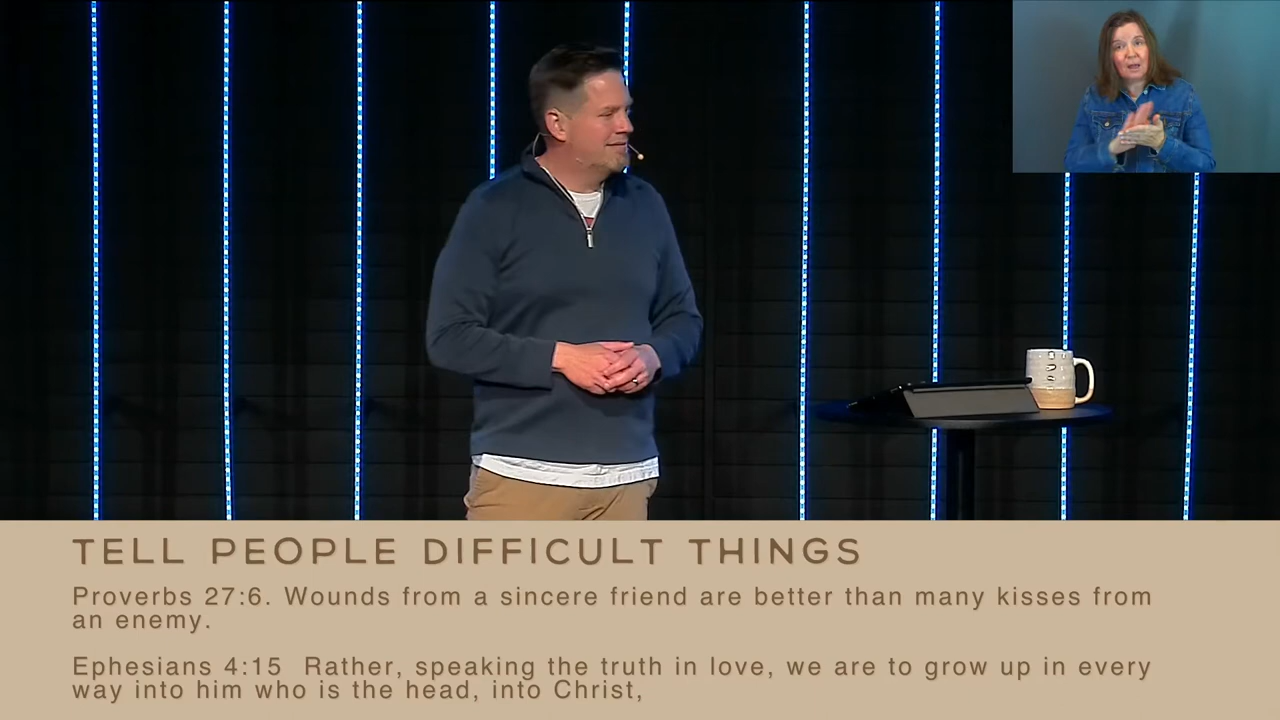 TELL PEOPLE DIFFICULT THINGS
Proverbs 27:6. Wounds from a sincere friend are better than many kisses from
an enemy.
Ephesians 4:15  Rather, speaking the truth in love, we are to grow up in every
way into him who is the head, into Christ,